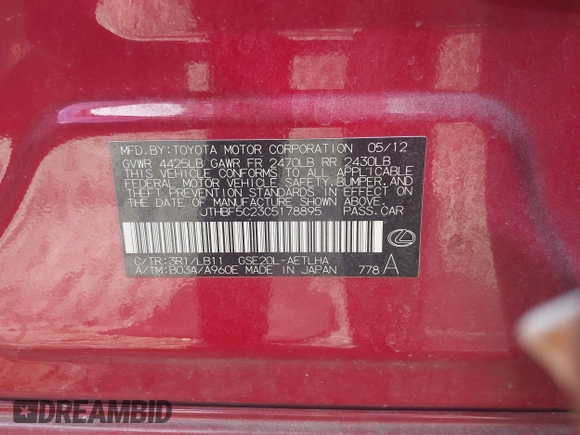 MFD.BY:TOYOTA MOTOR CORPORATION 05/12
GVWR 4425LB GAWR FR 2470LB RR 2430LB
THIS VEHICLE CONFORMS TO ALL APPLICABLE
FEDERAL MOTOR VEHICLE SAFETY,BUMPER,AND
THEFT PREVENTION STANDARDS IN EFFECT ON
THE DATE OF MANUFACTURE SHOWN ABOVE.
JTHBF5C23C5178895 PASS.CAR
C/TR:3R1/LB11 GSE20L-AETLHA
A/TM:B03A/A960E MADE IN JAPAN 778 A
DREAMBID